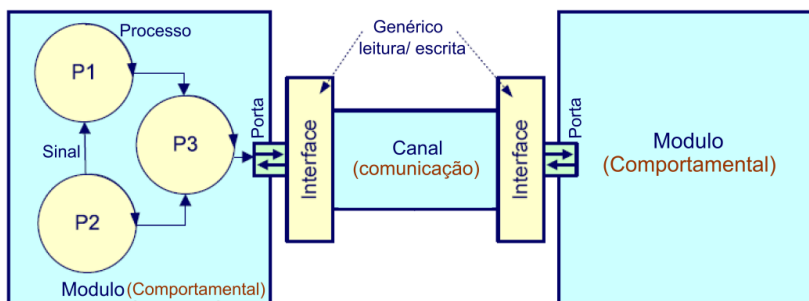 Processo
P1
Sinal
P3
P2
Modulo (Comportamental)
Porta
Interface
Genérico
leitura/ escrita
Canal
(comunicação)
Interface
Porta
Modulo
(Comportamental)